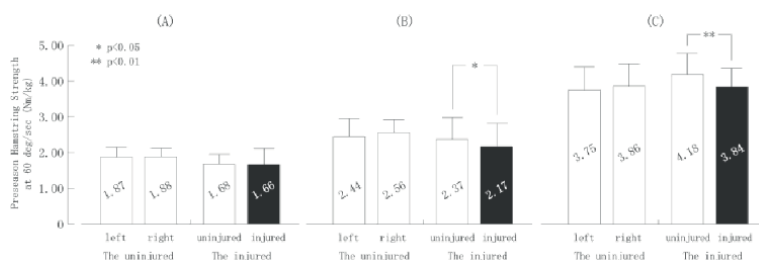 (A) (B) (C)
Preseason Hamstring Strength
at 60 deg/sec (Nm/kg)
5.00
4.00
3.00
2.00
1.00
0
* p<0.05
** p<0.01
*
**
1.87 1.88 1.68 1.66
2.44 2.56 2.37 2.17
3.75 3.86 4.18 3.84
left right uninjured injured
The uninjured The injured
left right uninjured injured
The uninjured The injured
left right uninjured injured
The uninjured The injured